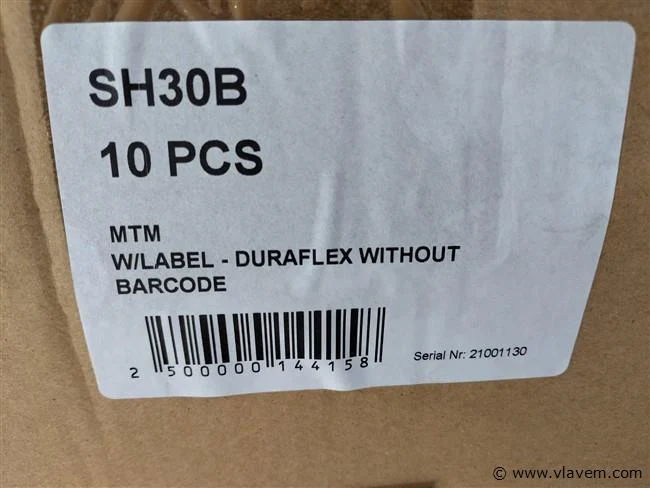 SH30B
10 PCS
MTM
W/LABEL - DURAFLEX WITHOUT
BARCODE
2 500000 144158
Serial Nr: 21001130
© www.vlavem.com